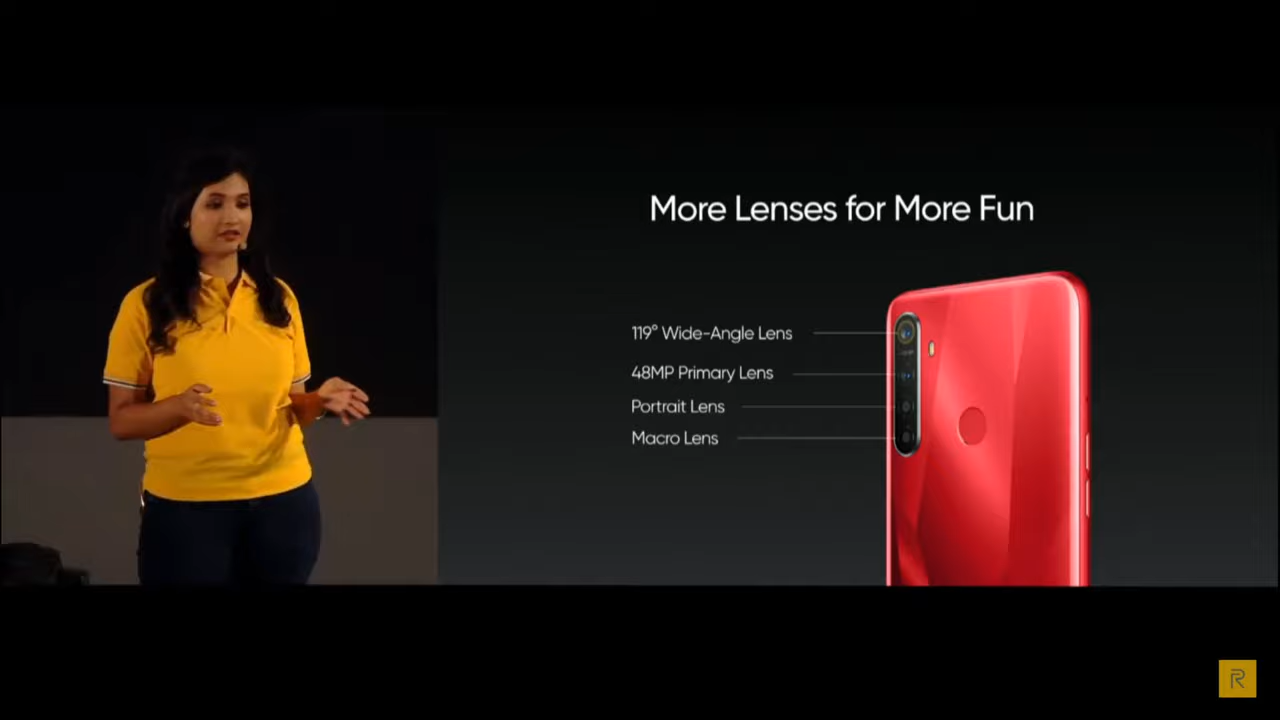 More Lenses for More Fun
119° Wide-Angle Lens
48MP Primary Lens
Portrait Lens
Macro Lens
R